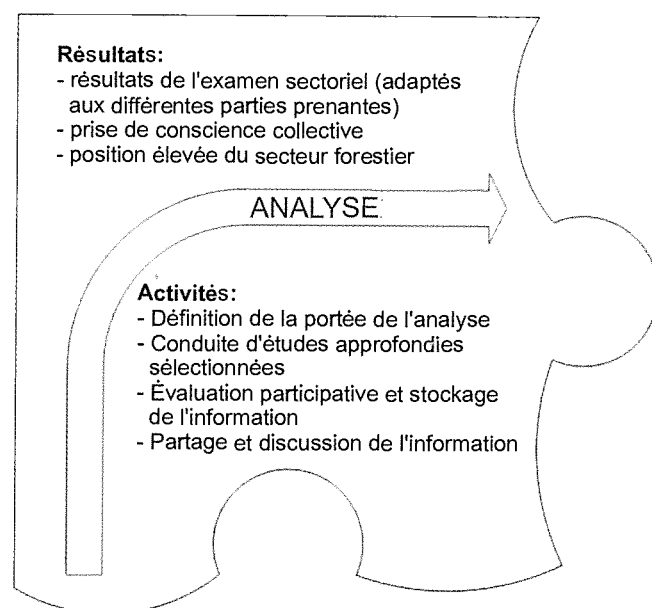 Résultats:
- résultats de l'examen sectoriel (adaptés
aux différentes parties prenantes)
- prise de conscience collective
- position élevée du secteur forestier
ANALYSE
Activités:
- Définition de la portée de l'analyse
- Conduite d'études approfondies
sélectionnées
- Évaluation participative et stockage
de l'information
- Partage et discussion de l'information